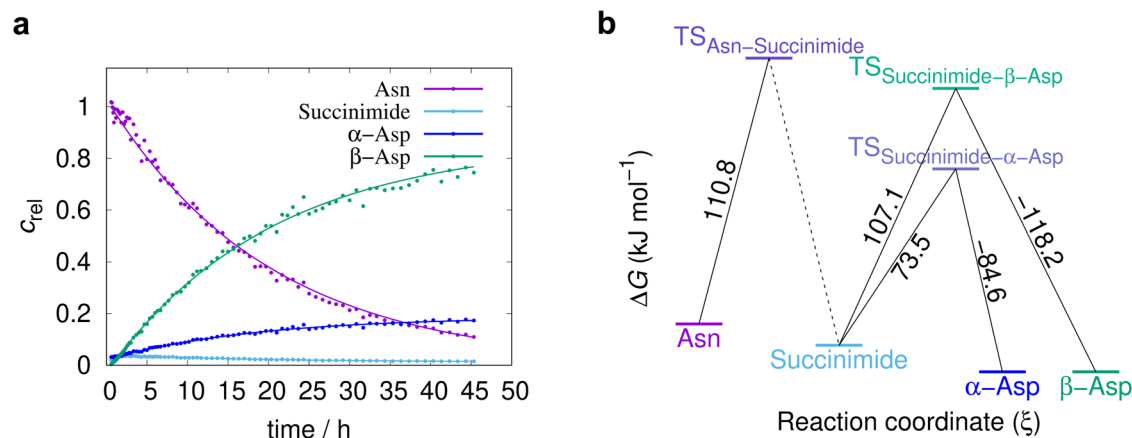 a
c_rel
1
0.8
0.6
0.4
0.2
0
Asn
Succinimide
α−Asp
β−Asp
0 5 10 15 20 25 30 35 40 45 50
time / h
b
ΔG (kJ mol⁻¹)
TS_Asn−Succinimide
TS_Succinimide−β−Asp
TS_Succinimide−α−Asp
110.8
107.1
73.5
−84.6
−118.2
Asn
Succinimide
α−Asp
β−Asp
Reaction coordinate (ξ)